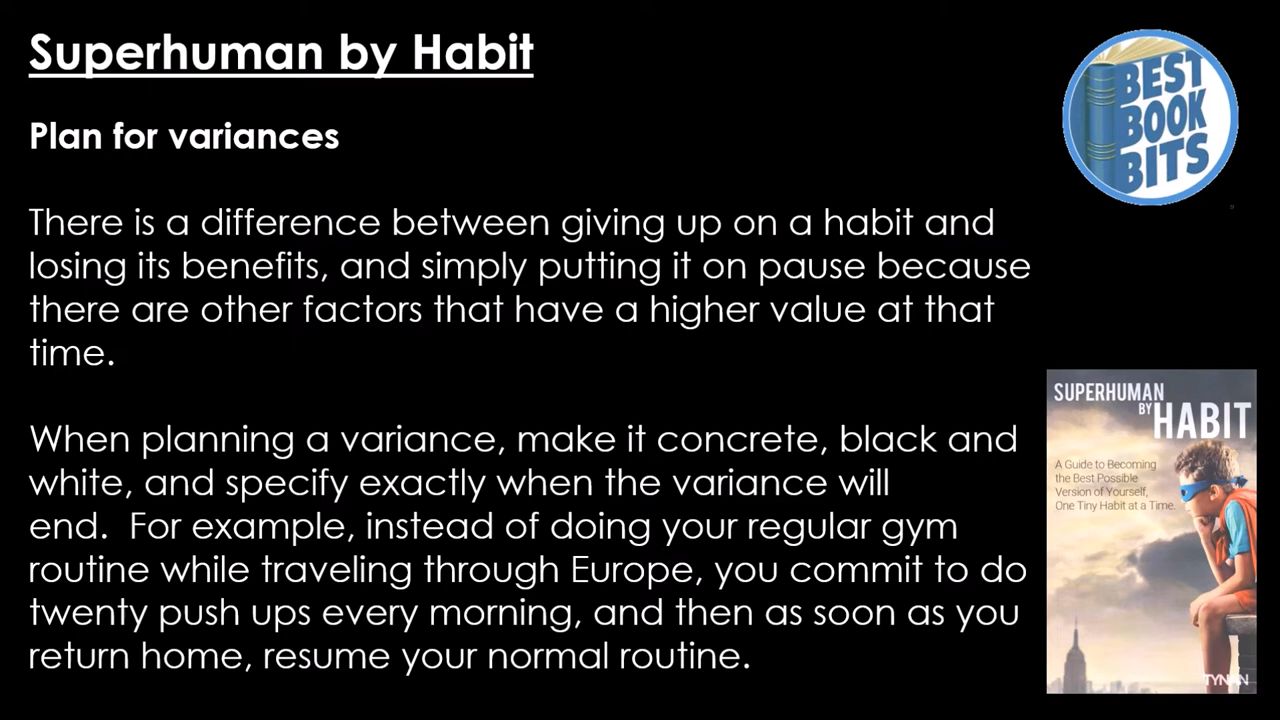 Superhuman by Habit
Plan for variances
There is a difference between giving up on a habit and
losing its benefits, and simply putting it on pause because
there are other factors that have a higher value at that
time.
When planning a variance, make it concrete, black and
white, and specify exactly when the variance will
end.  For example, instead of doing your regular gym
routine while traveling through Europe, you commit to do
twenty push ups every morning, and then as soon as you
return home, resume your normal routine.
BEST
BOOK
BITS
SUPERHUMAN
BY HABIT
A Guide to Becoming
the Best Possible
Version of Yourself,
One Tiny Habit at a Time.
TYNAN